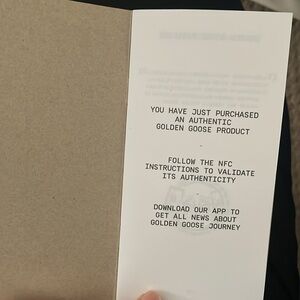 YOU HAVE JUST PURCHASED
AN AUTHENTIC
GOLDEN GOOSE PRODUCT
-
FOLLOW THE NFC
INSTRUCTIONS TO VALIDATE
ITS AUTHENTICITY
-
DOWNLOAD OUR APP TO
GET ALL NEWS ABOUT
GOLDEN GOOSE JOURNEY